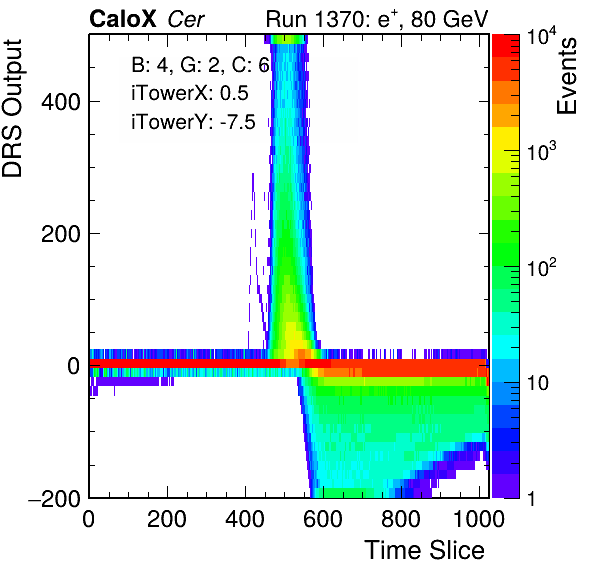 CaloX Cer Run 1370: e⁺, 80 GeV
B: 4, G: 2, C: 6
iTowerX: 0.5
iTowerY: -7.5
DRS Output
400
200
0
−200
0 200 400 600 800 1000
Time Slice
Events
10⁴
10³
10²
10
1